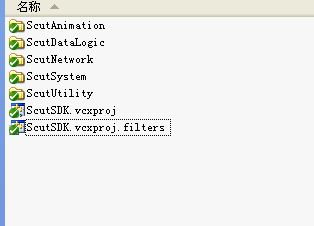 名称
ScutAnimation
ScutDataLogic
ScutNetwork
ScutSystem
ScutUtility
ScutSDK.vcxproj
ScutSDK.vcxproj.filters